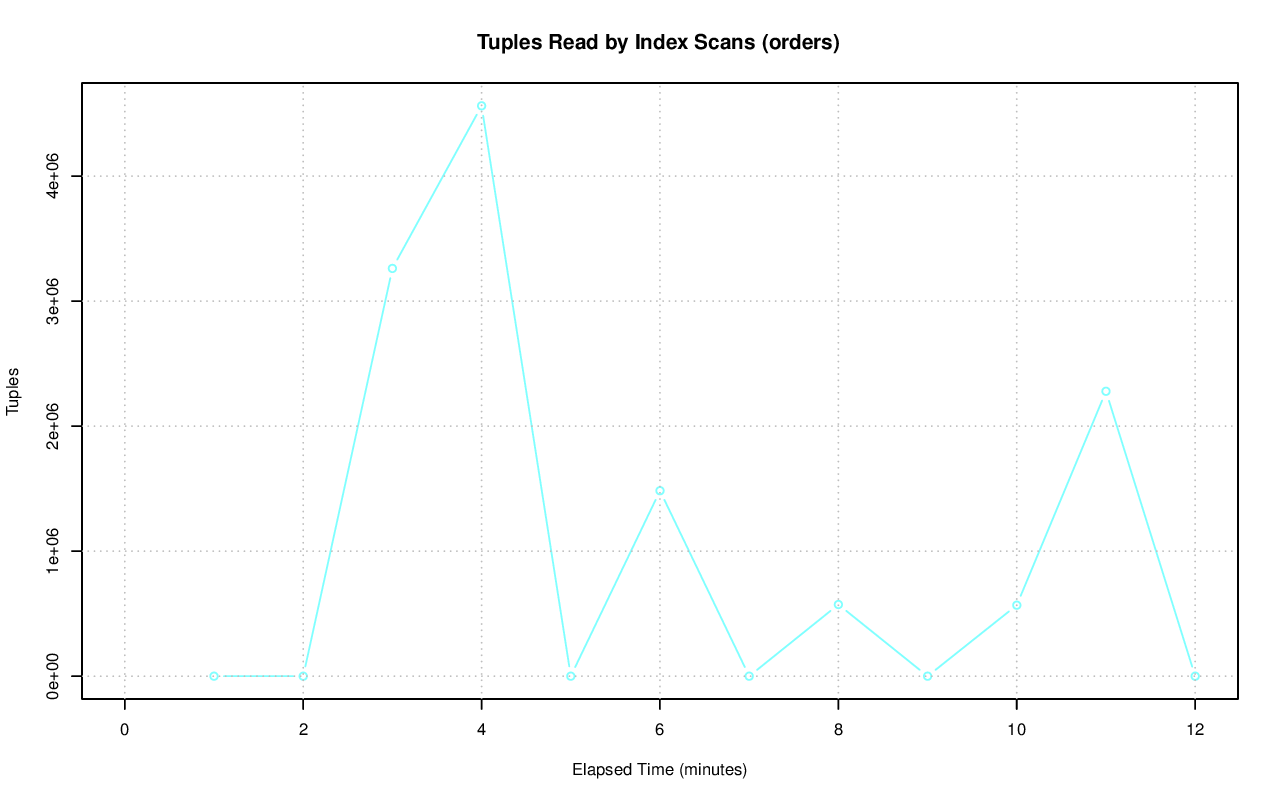 Tuples Read by Index Scans (orders)
Tuples
4e+06
3e+06
2e+06
1e+06
0e+00
0 2 4 6 8 10 12
Elapsed Time (minutes)